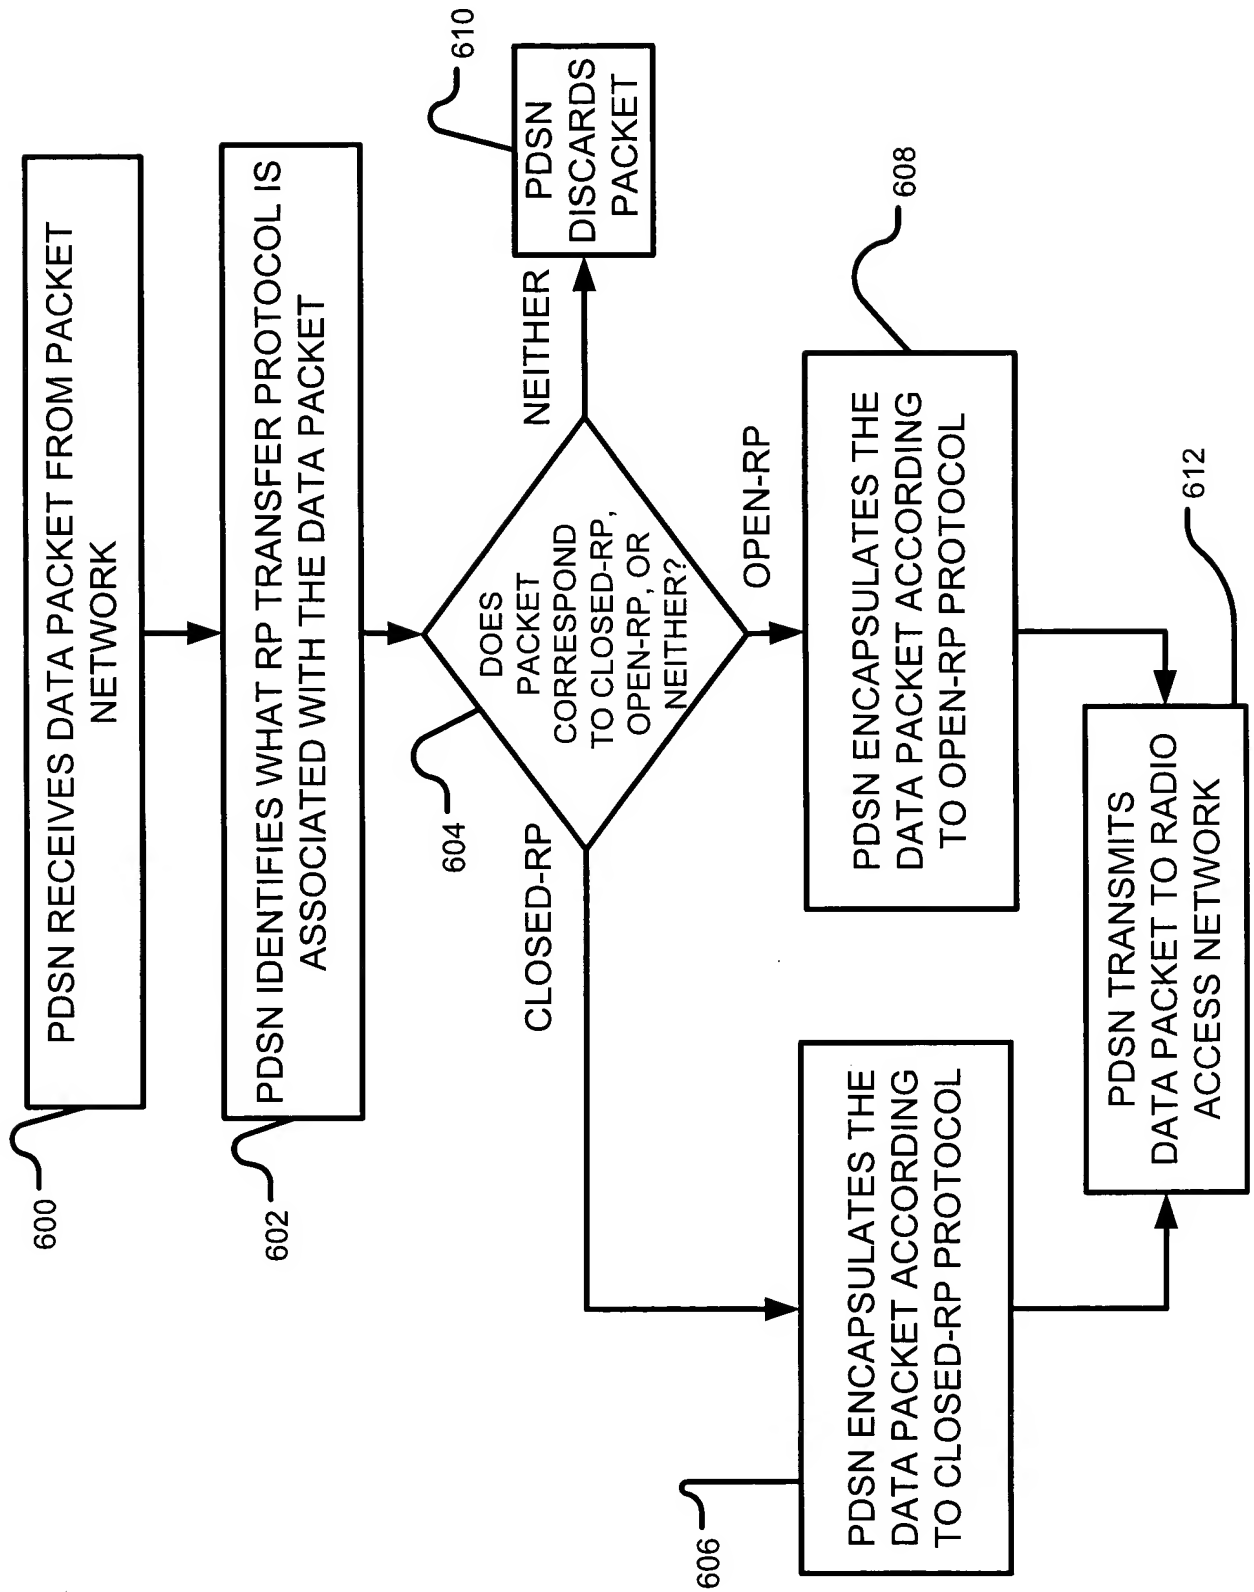 600
PDSN RECEIVES DATA PACKET FROM PACKET
NETWORK
602
PDSN IDENTIFIES WHAT RP TRANSFER PROTOCOL IS
ASSOCIATED WITH THE DATA PACKET
604
DOES
PACKET
CORRESPOND
TO CLOSED-RP,
OPEN-RP, OR
NEITHER?
NEITHER
610
PDSN
DISCARDS
PACKET
CLOSED-RP
OPEN-RP
606
PDSN ENCAPSULATES THE
DATA PACKET ACCORDING
TO CLOSED-RP PROTOCOL
608
PDSN ENCAPSULATES THE
DATA PACKET ACCORDING
TO OPEN-RP PROTOCOL
612
PDSN TRANSMITS
DATA PACKET TO RADIO
ACCESS NETWORK